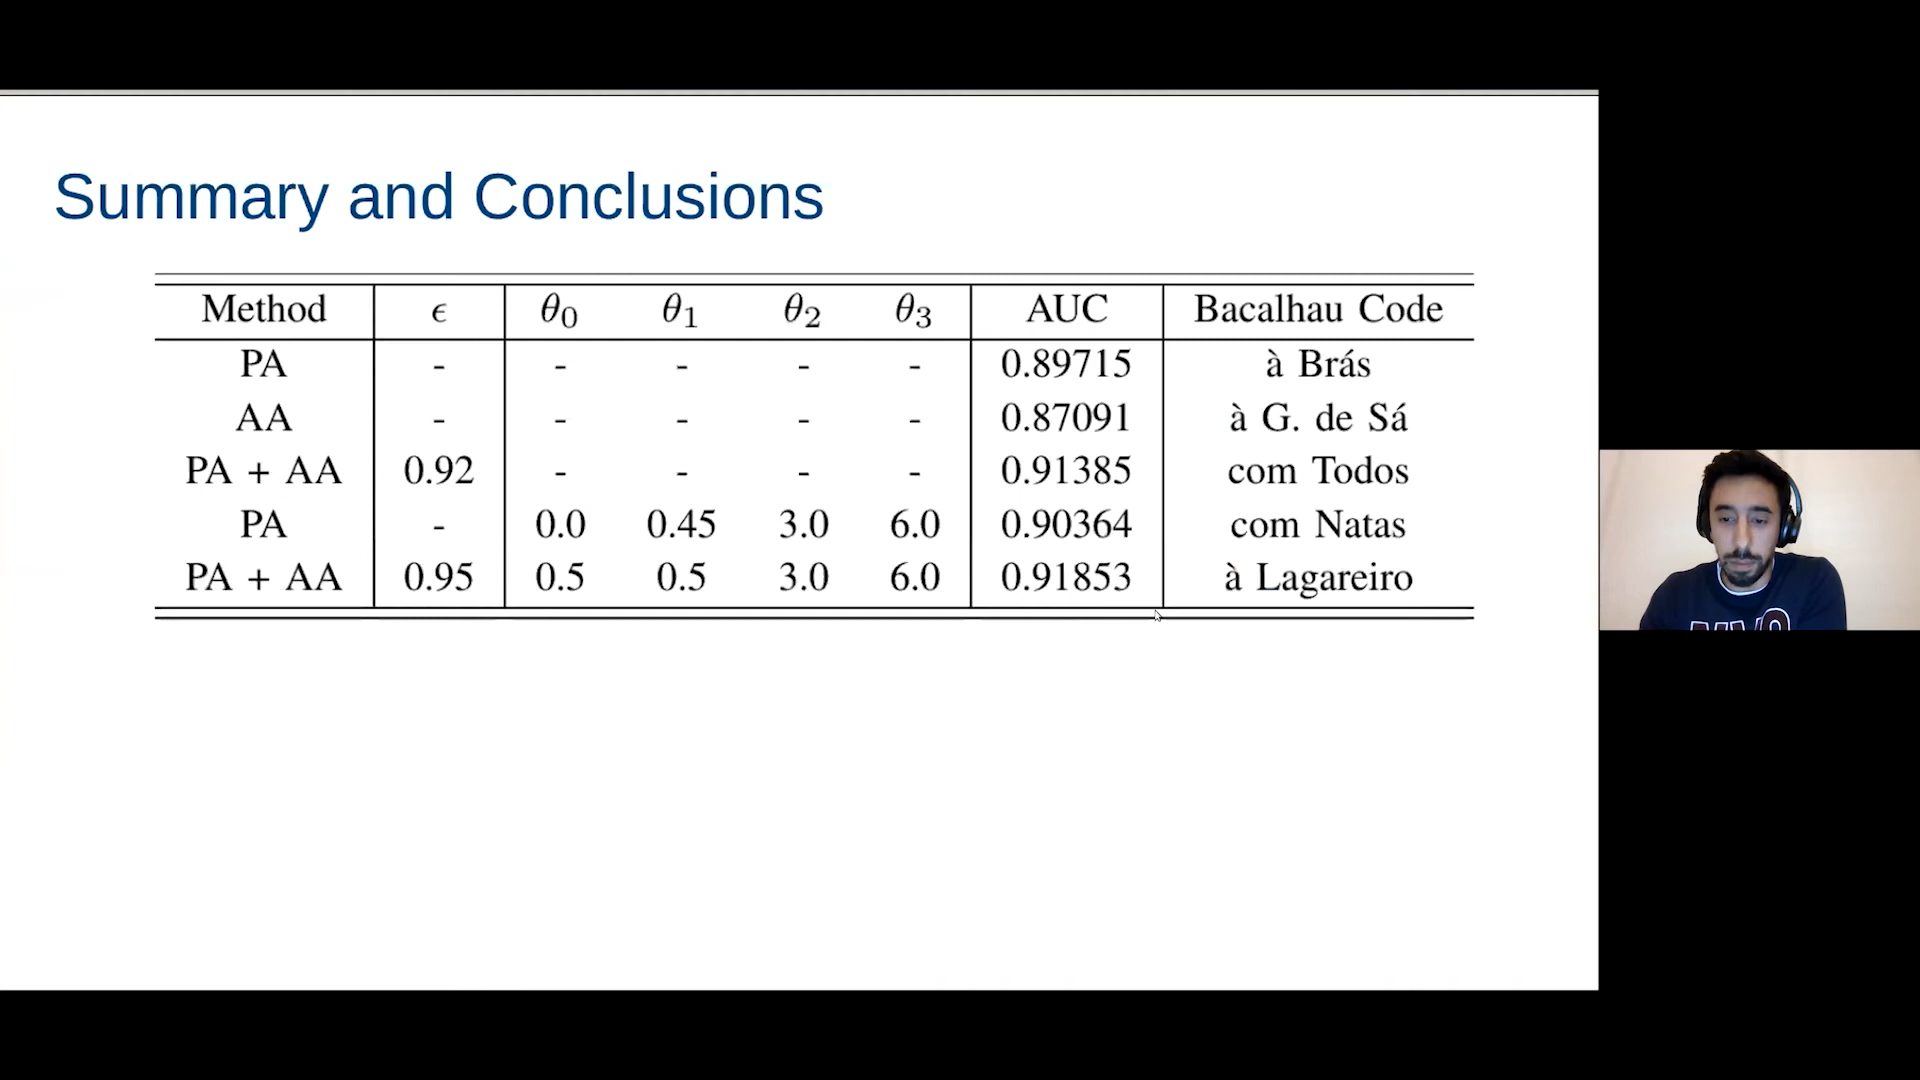 Summary and Conclusions
Method ϵ θ0 θ1 θ2 θ3 AUC Bacalhau Code
PA - - - - - 0.89715 à Brás
AA - - - - - 0.87091 à G. de Sá
PA + AA 0.92 - - - - 0.91385 com Todos
PA - 0.0 0.45 3.0 6.0 0.90364 com Natas
PA + AA 0.95 0.5 0.5 3.0 6.0 0.91853 à Lagareiro